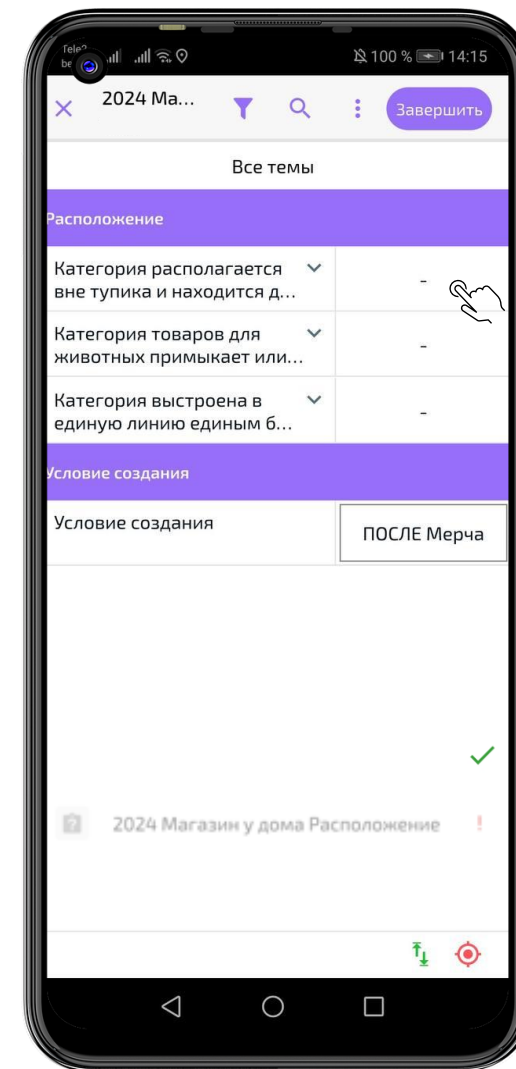 Tele2
be
100 % 14:15
2024 Ма...
Завершить
Все темы
Расположение
Категория располагается
вне тупика и находится д...
-
Категория товаров для
животных примыкает или...
-
Категория выстроена в
единую линию единым б...
-
Условие создания
Условие создания
ПОСЛЕ Мерча
2024 Магазин у дома Расположение